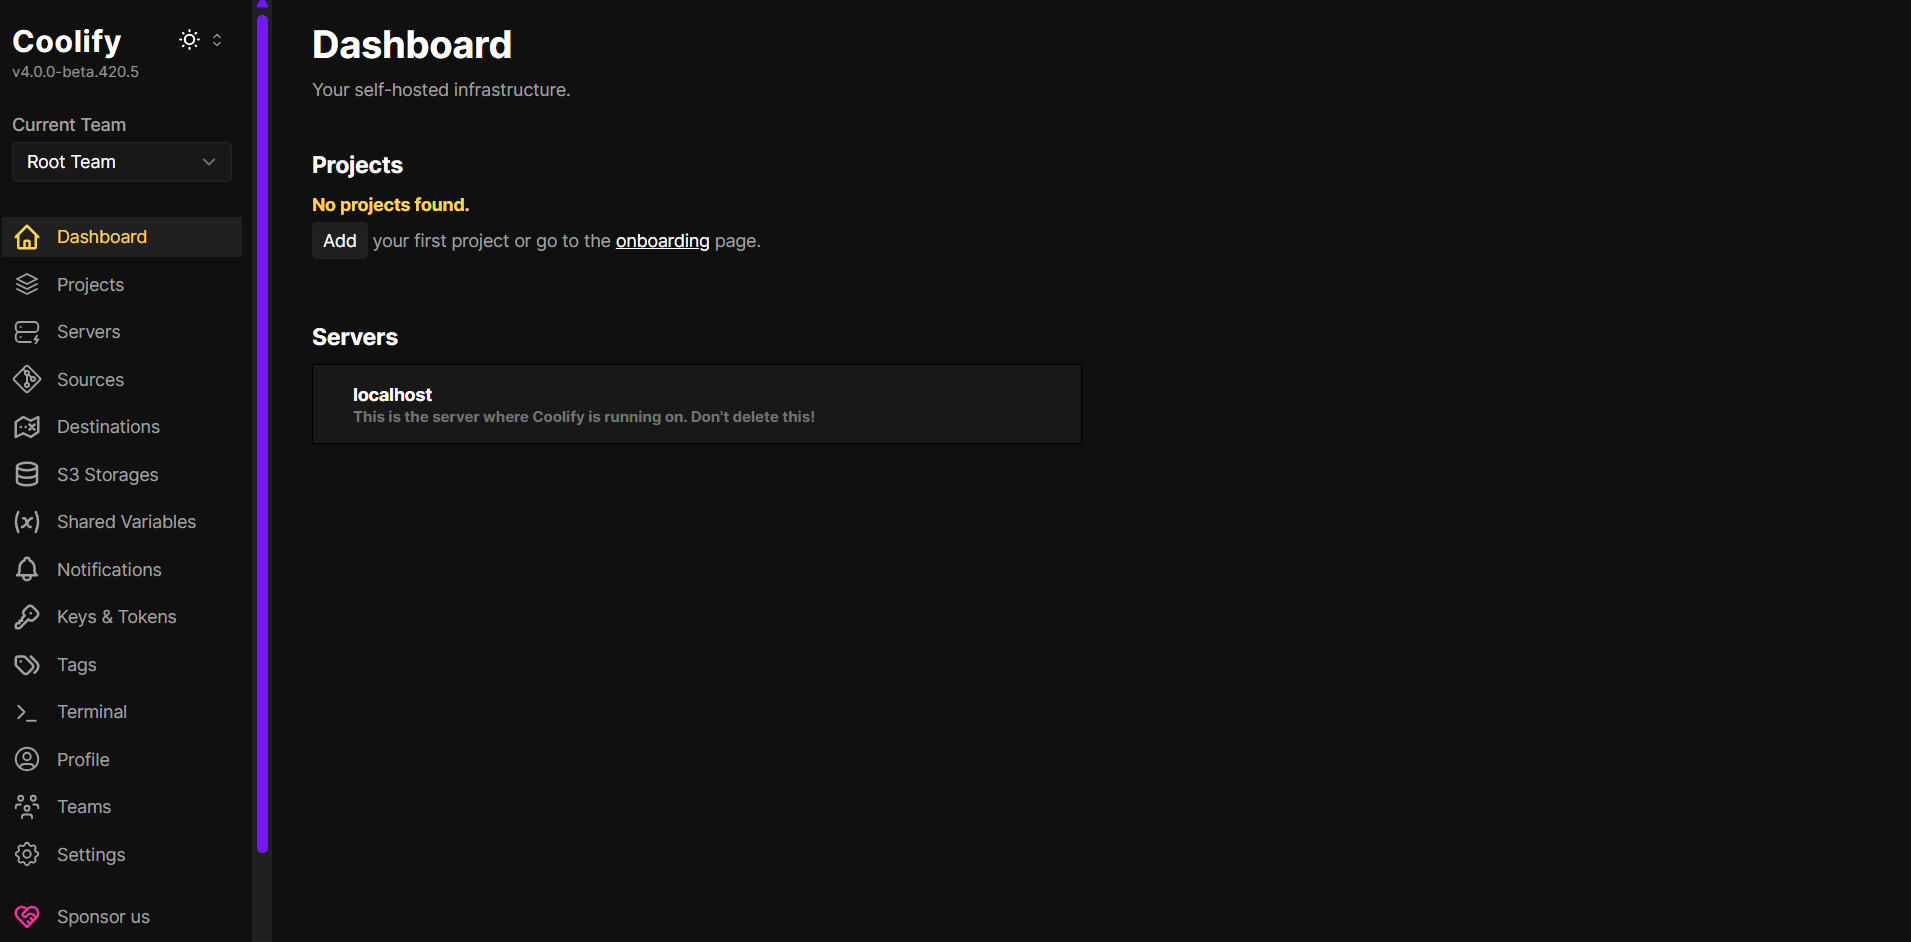 Coolify
v4.0.0-beta.420.5
Current Team
Root Team
Dashboard
Projects
Servers
Sources
Destinations
S3 Storages
Shared Variables
Notifications
Keys & Tokens
Tags
Terminal
Profile
Teams
Settings
Sponsor us
Dashboard
Your self-hosted infrastructure.
Projects
No projects found.
Add your first project or go to the onboarding page.
Servers
localhost
This is the server where Coolify is running on. Don't delete this!